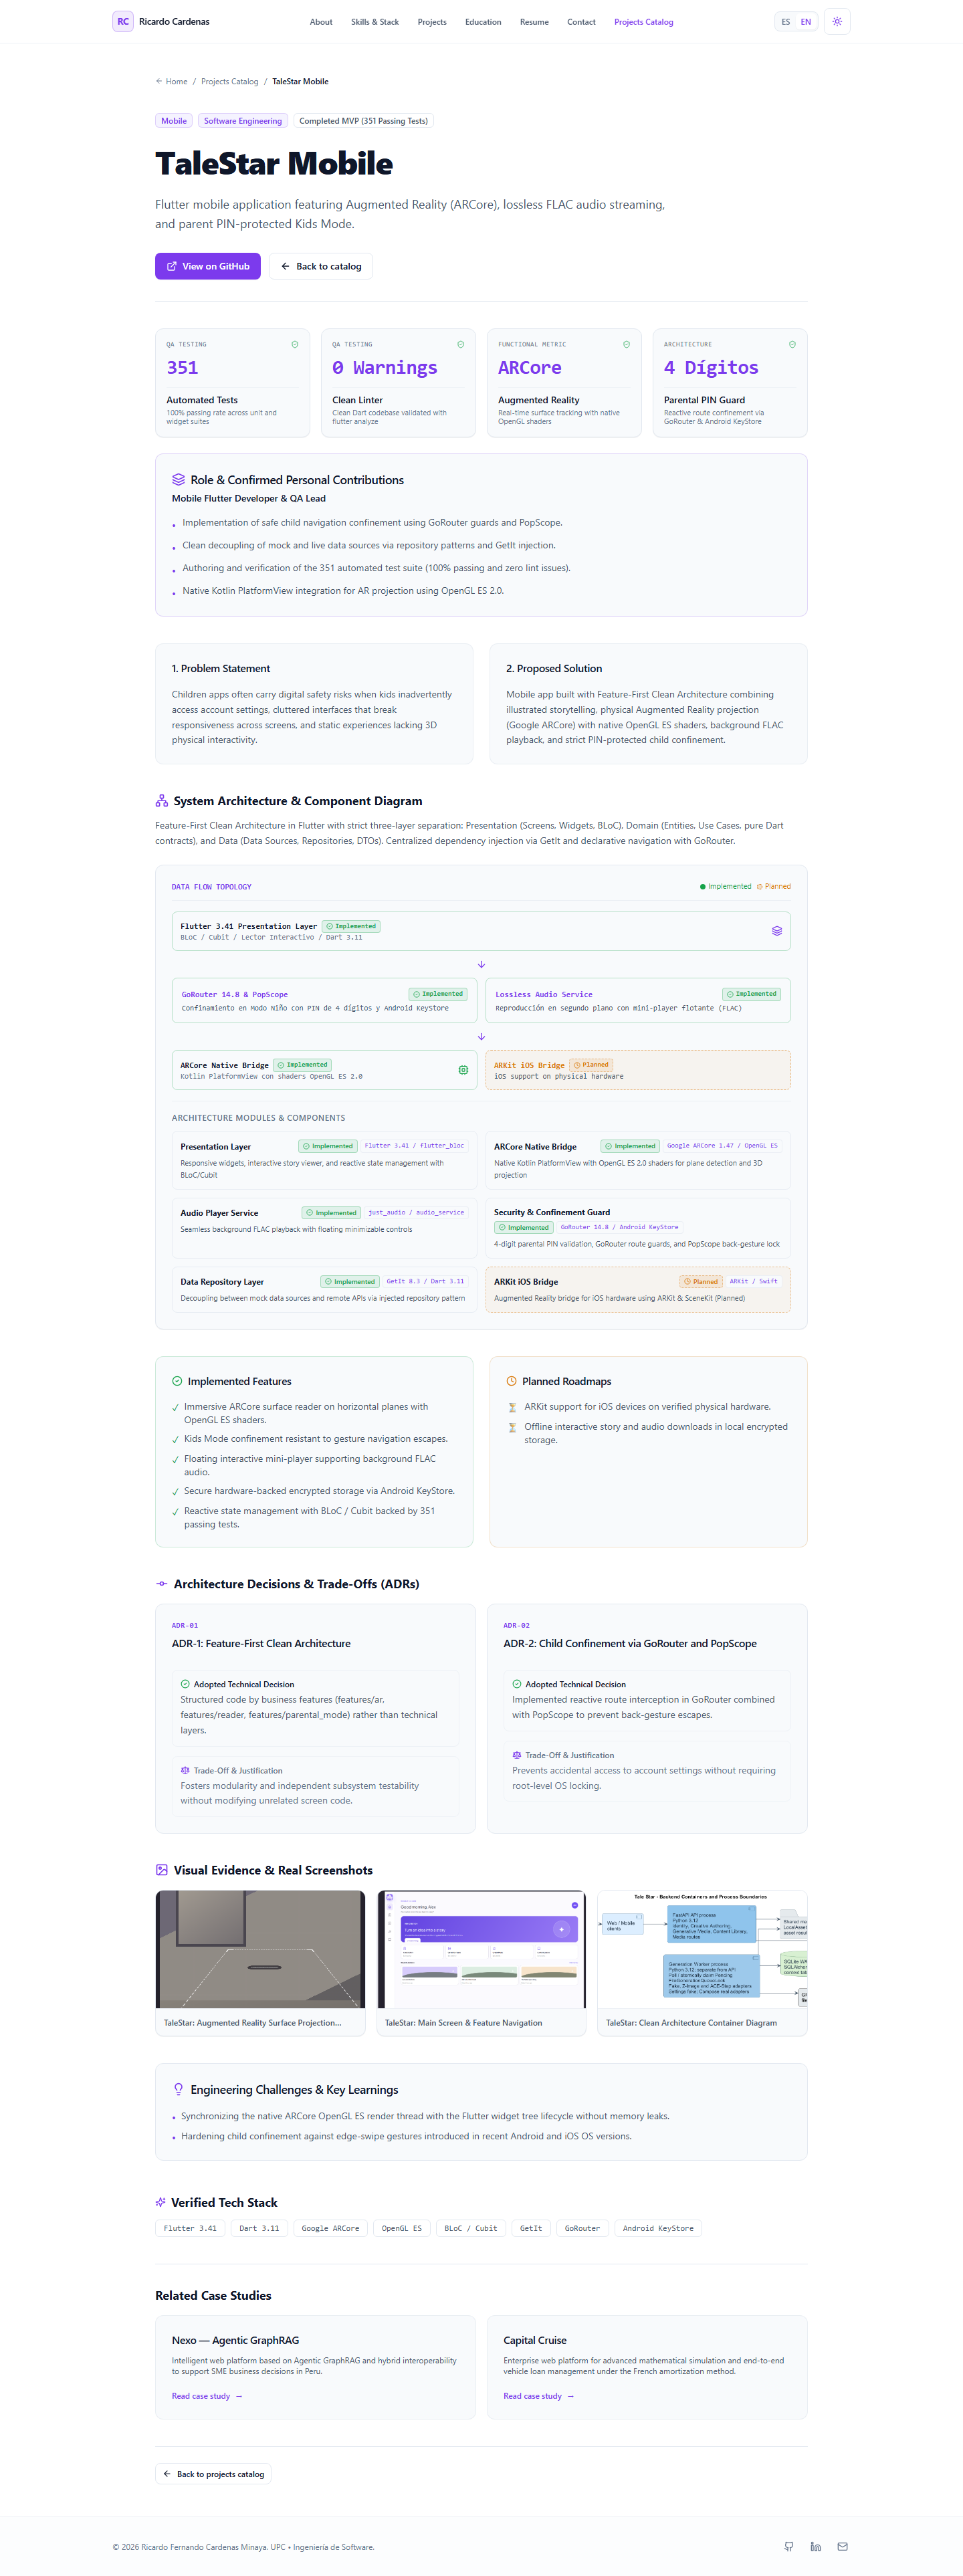 RC Ricardo Cardenas About Skills & Stack Projects Education Resume Contact Projects Catalog ES EN
← Home / Projects Catalog / TaleStar Mobile
Mobile Software Engineering Completed MVP (351 Passing Tests)
TaleStar Mobile
Flutter mobile application featuring Augmented Reality (ARCore), lossless FLAC audio streaming,
and parent PIN-protected Kids Mode.
View on GitHub ← Back to catalog
QA TESTING
351
Automated Tests
100% passing rate across unit and
widget suites
QA TESTING
0 Warnings
Clean Linter
Clean Dart codebase validated with
flutter analyze
FUNCTIONAL METRIC
ARCore
Augmented Reality
Real-time surface tracking with native
OpenGL shaders
ARCHITECTURE
4 Dígitos
Parental PIN Guard
Reactive route confinement via
GoRouter & Android KeyStore
Role & Confirmed Personal Contributions
Mobile Flutter Developer & QA Lead
• Implementation of safe child navigation confinement using GoRouter guards and PopScope.
• Clean decoupling of mock and live data sources via repository patterns and GetIt injection.
• Authoring and verification of the 351 automated test suite (100% passing and zero lint issues).
• Native Kotlin PlatformView integration for AR projection using OpenGL ES 2.0.
1. Problem Statement
Children apps often carry digital safety risks when kids inadvertently
access account settings, cluttered interfaces that break
responsiveness across screens, and static experiences lacking 3D
physical interactivity.
2. Proposed Solution
Mobile app built with Feature-First Clean Architecture combining
illustrated storytelling, physical Augmented Reality projection
(Google ARCore) with native OpenGL ES shaders, background FLAC
playback, and strict PIN-protected child confinement.
System Architecture & Component Diagram
Feature-First Clean Architecture in Flutter with strict three-layer separation: Presentation (Screens, Widgets, BLoC), Domain (Entities, Use Cases, pure Dart
contracts), and Data (Data Sources, Repositories, DTOs). Centralized dependency injection via GetIt and declarative navigation with GoRouter.
DATA FLOW TOPOLOGY Implemented Planned
Flutter 3.41 Presentation Layer Implemented
BLoC / Cubit / Lector Interactivo / Dart 3.11
↓
GoRouter 14.8 & PopScope Implemented
Confinamiento en Modo Niño con PIN de 4 dígitos y Android KeyStore
Lossless Audio Service Implemented
Reproducción en segundo plano con mini-player flotante (FLAC)
↓
ARCore Native Bridge Implemented
Kotlin PlatformView con shaders OpenGL ES 2.0
ARKit iOS Bridge Planned
iOS support on physical hardware
ARCHITECTURE MODULES & COMPONENTS
Presentation Layer Implemented Flutter 3.41 / flutter_bloc
Responsive widgets, interactive story viewer, and reactive state management with
BLoC/Cubit
ARCore Native Bridge Implemented Google ARCore 1.47 / OpenGL ES
Native Kotlin PlatformView with OpenGL ES 2.0 shaders for plane detection and 3D
projection
Audio Player Service Implemented just_audio / audio_service
Seamless background FLAC playback with floating minimizable controls
Security & Confinement Guard
Implemented GoRouter 14.8 / Android KeyStore
4-digit parental PIN validation, GoRouter route guards, and PopScope back-gesture lock
Data Repository Layer Implemented GetIt 8.3 / Dart 3.11
Decoupling between mock data sources and remote APIs via injected repository pattern
ARKit iOS Bridge Planned ARKit / Swift
Augmented Reality bridge for iOS hardware using ARKit & SceneKit (Planned)
Implemented Features
✓ Immersive ARCore surface reader on horizontal planes with
OpenGL ES shaders.
✓ Kids Mode confinement resistant to gesture navigation escapes.
✓ Floating interactive mini-player supporting background FLAC
audio.
✓ Secure hardware-backed encrypted storage via Android KeyStore.
✓ Reactive state management with BLoC / Cubit backed by 351
passing tests.
Planned Roadmaps
⏳ ARKit support for iOS devices on verified physical hardware.
⏳ Offline interactive story and audio downloads in local encrypted
storage.
Architecture Decisions & Trade-Offs (ADRs)
ADR-01
ADR-1: Feature-First Clean Architecture
Adopted Technical Decision
Structured code by business features (features/ar,
features/reader, features/parental_mode) rather than technical
layers.
Trade-Off & Justification
Fosters modularity and independent subsystem testability
without modifying unrelated screen code.
ADR-02
ADR-2: Child Confinement via GoRouter and PopScope
Adopted Technical Decision
Implemented reactive route interception in GoRouter combined
with PopScope to prevent back-gesture escapes.
Trade-Off & Justification
Prevents accidental access to account settings without requiring
root-level OS locking.
Visual Evidence & Real Screenshots
Tale Star - Backend Containers and Process Boundaries
Web / Mobile
clients
FastAPI API process
Python 3.12
Media routes
Generation Worker process
TaleStar: Augmented Reality Surface Projection...
TaleStar: Main Screen & Feature Navigation
TaleStar: Clean Architecture Container Diagram
Engineering Challenges & Key Learnings
• Synchronizing the native ARCore OpenGL ES render thread with the Flutter widget tree lifecycle without memory leaks.
• Hardening child confinement against edge-swipe gestures introduced in recent Android and iOS OS versions.
Verified Tech Stack
Flutter 3.41 Dart 3.11 Google ARCore OpenGL ES BLoC / Cubit GetIt GoRouter Android KeyStore
Related Case Studies
Nexo — Agentic GraphRAG
Intelligent web platform based on Agentic GraphRAG and hybrid interoperability
to support SME business decisions in Peru.
Read case study →
Capital Cruise
Enterprise web platform for advanced mathematical simulation and end-to-end
vehicle loan management under the French amortization method.
Read case study →
← Back to projects catalog
© 2026 Ricardo Fernando Cardenas Minaya. UPC • Ingeniería de Software.